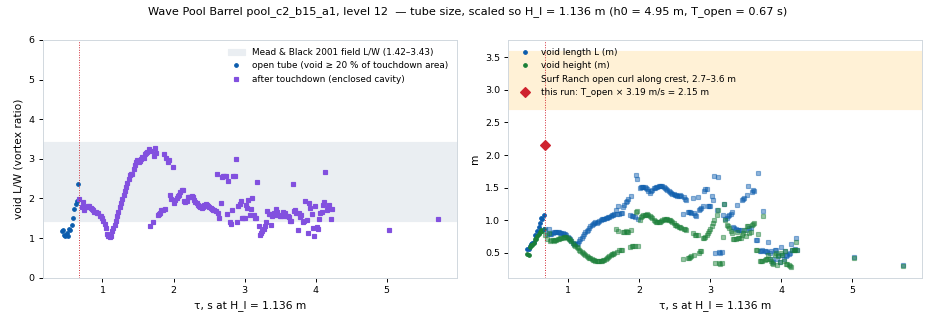 Wave Pool Barrel pool_c2_b15_a1, level 12 — tube size, scaled so H_I = 1.136 m (h0 = 4.95 m, T_open = 0.67 s)
void L/W (vortex ratio)
6
5
4
3
2
1
0
Mead & Black 2001 field L/W (1.42–3.43)
open tube (void ≥ 20 % of touchdown area)
after touchdown (enclosed cavity)
1 2 3 4 5
τ, s at H_I = 1.136 m
m
3.5
3.0
2.5
2.0
1.5
1.0
0.5
void length L (m)
void height (m)
Surf Ranch open curl along crest, 2.7–3.6 m
this run: T_open × 3.19 m/s = 2.15 m
1 2 3 4 5
τ, s at H_I = 1.136 m